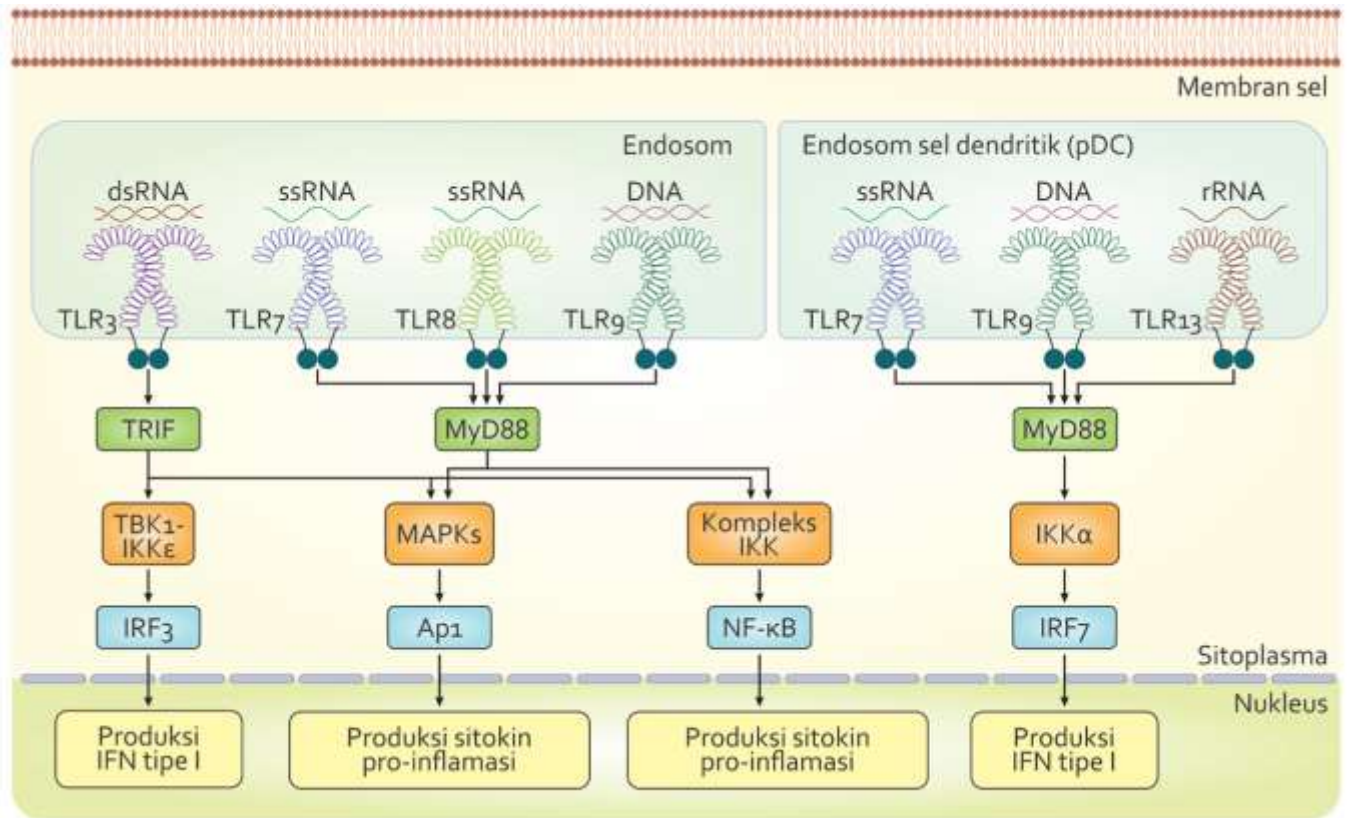 Membran sel
Endosom
Endosom sel dendritik (pDC)
dsRNA
ssRNA
ssRNA
DNA
ssRNA
DNA
rRNA
TLR3
TLR7
TLR8
TLR9
TLR7
TLR9
TLR13
TRIF
MyD88
MyD88
TBK1-
IKKε
MAPKs
Kompleks
IKK
IKKα
IRF3
Ap1
NF-κB
IRF7
Sitoplasma
Nukleus
Produksi
IFN tipe I
Produksi sitokin
pro-inflamasi
Produksi sitokin
pro-inflamasi
Produksi
IFN tipe I